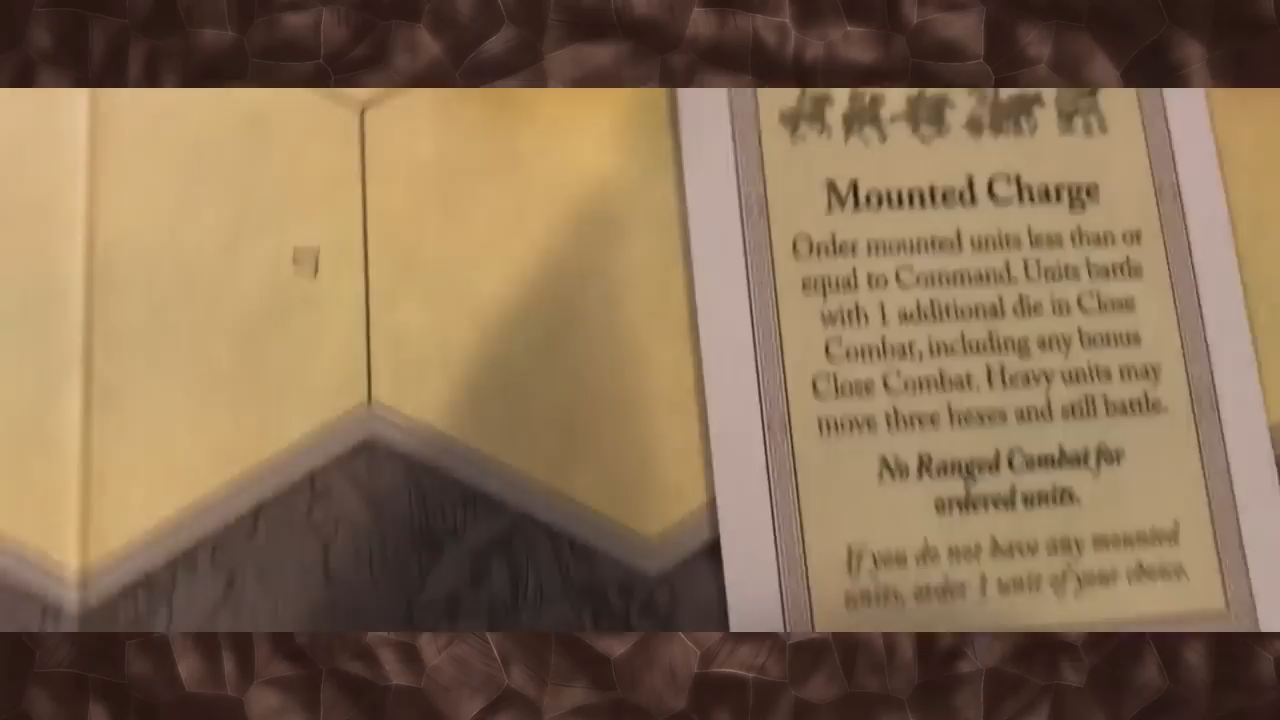 Mounted Charge
Order mounted units less than or
equal to Command. Units battle
with 1 additional die in Close
Combat, including any bonus
Close Combat. Heavy units may
move three hexes and still battle.
No Ranged Combat for
ordered units.
If you do not have any mounted
units, order 1 unit of your choice.